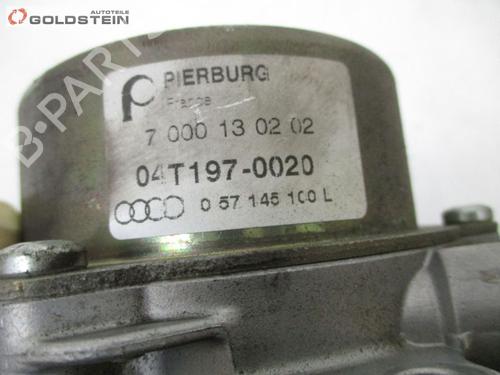 AUTOTEILE
GOLDSTEIN
B-PARTS
PIERBURG
France
7 000 13 02 02
04T197-0020
0 57 145 100 L